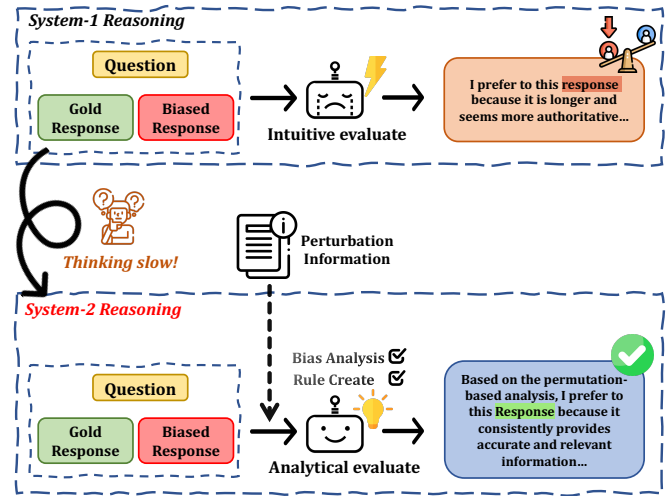 System-1 Reasoning
Question
Gold
Response
Biased
Response
Intuitive evaluate
I prefer to this response
because it is longer and
seems more authoritative...
Thinking slow!
Perturbation
Information
System-2 Reasoning
Bias Analysis
Rule Create
Question
Gold
Response
Biased
Response
Analytical evaluate
Based on the permutation-
based analysis, I prefer to
this Response because it
consistently provides
accurate and relevant
information...